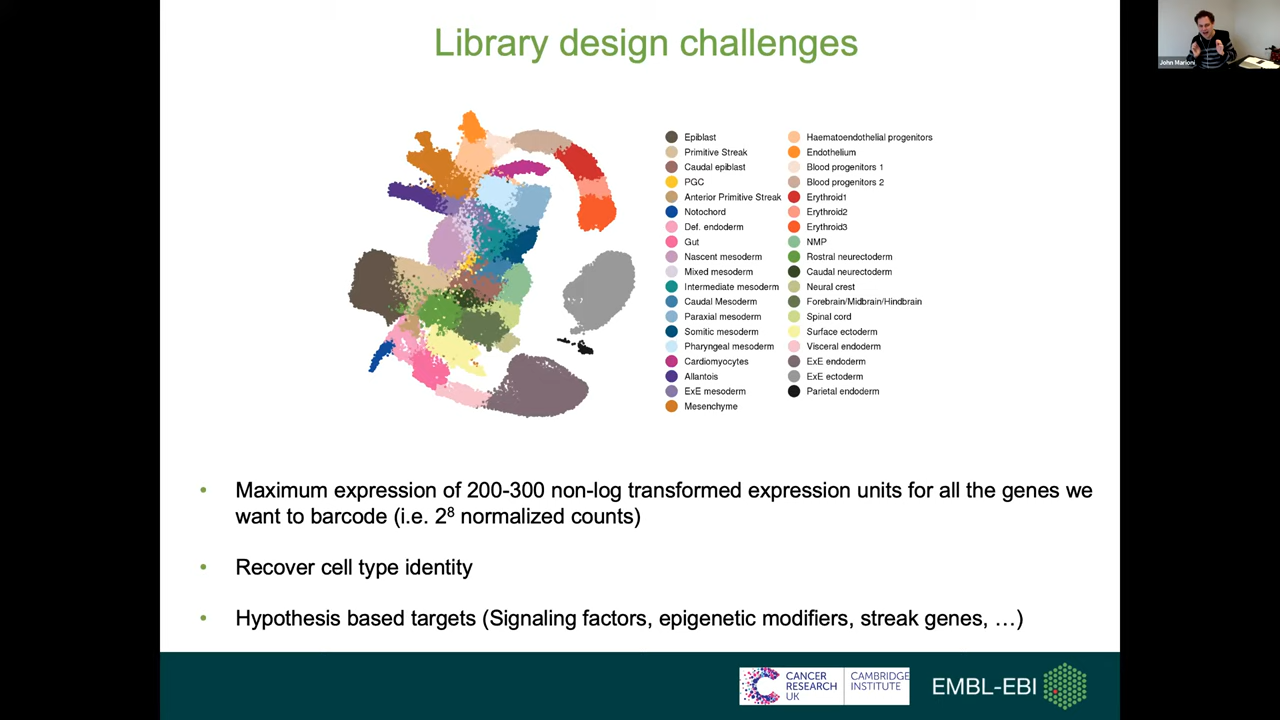 Library design challenges
John Marioni
Epiblast
Primitive Streak
Caudal epiblast
PGC
Anterior Primitive Streak
Notochord
Def. endoderm
Gut
Nascent mesoderm
Mixed mesoderm
Intermediate mesoderm
Caudal Mesoderm
Paraxial mesoderm
Somitic mesoderm
Pharyngeal mesoderm
Cardiomyocytes
Allantois
ExE mesoderm
Mesenchyme
Haematoendothelial progenitors
Endothelium
Blood progenitors 1
Blood progenitors 2
Erythroid1
Erythroid2
Erythroid3
NMP
Rostral neurectoderm
Caudal neurectoderm
Neural crest
Forebrain/Midbrain/Hindbrain
Spinal cord
Surface ectoderm
Visceral endoderm
ExE endoderm
ExE ectoderm
Parietal endoderm
• Maximum expression of 200-300 non-log transformed expression units for all the genes we
want to barcode (i.e. 2⁸ normalized counts)
• Recover cell type identity
• Hypothesis based targets (Signaling factors, epigenetic modifiers, streak genes, …)
CANCER
RESEARCH
UK
CAMBRIDGE
INSTITUTE
EMBL-EBI